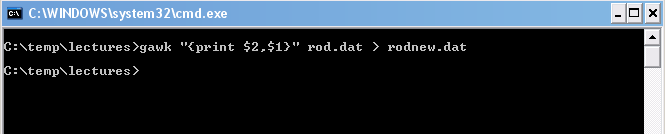 C:\WINDOWS\system32\cmd.exe
C:\temp\lectures>gawk "{print $2,$1}" rod.dat > rodnew.dat
C:\temp\lectures>